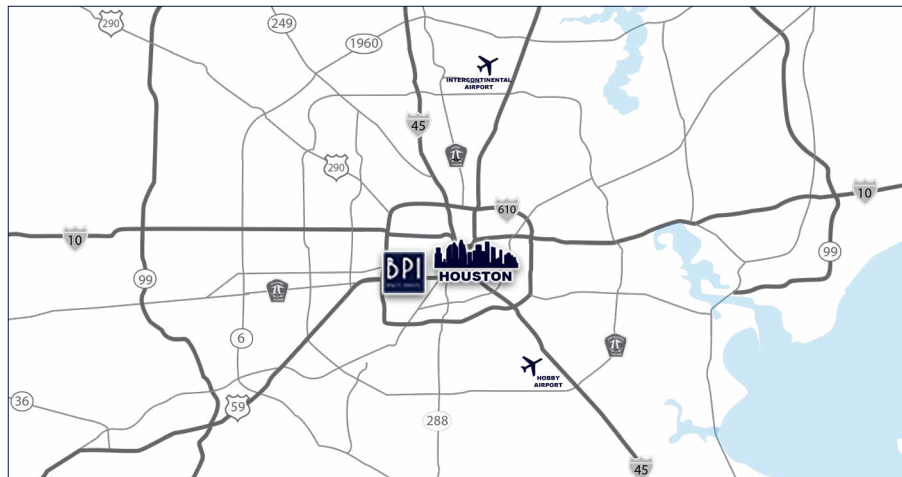 290
249
1960
INTERCONTINENTAL
AIRPORT
45
290
610
10
10
99
BPI
HOUSTON
99
6
HOBBY
AIRPORT
36
59
288
45